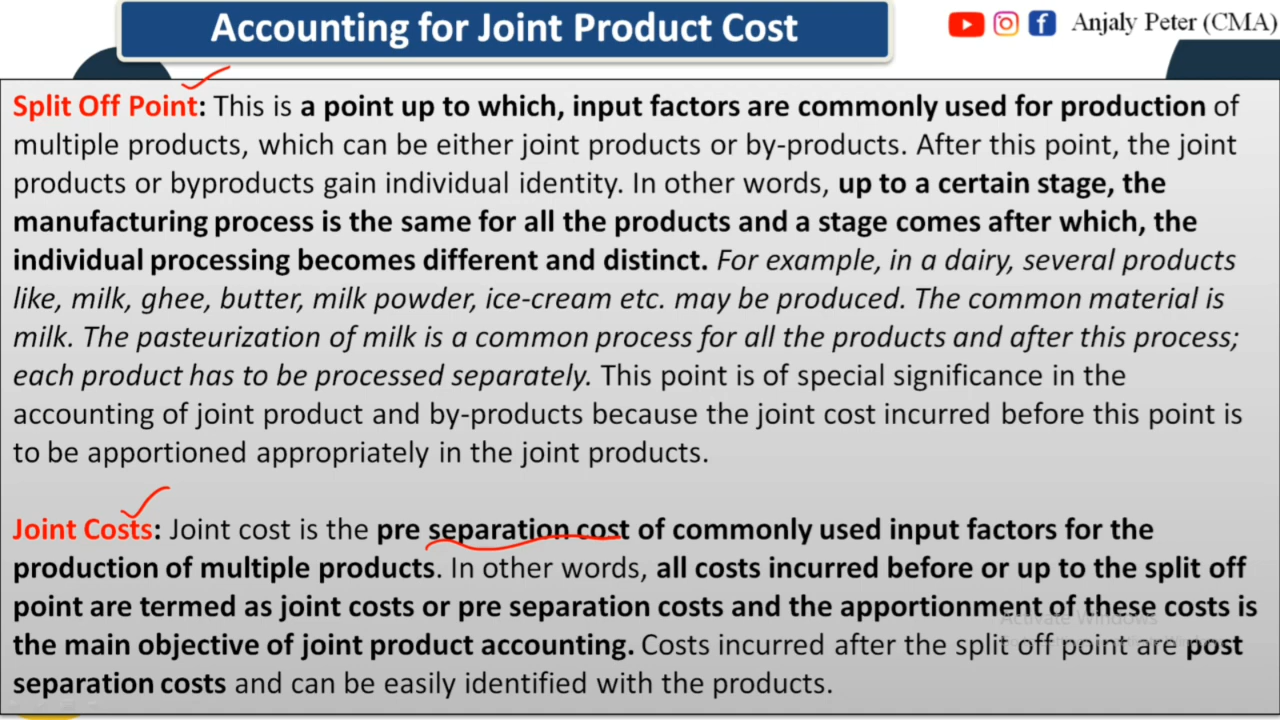 Accounting for Joint Product Cost
Anjaly Peter (CMA)
Split Off Point: This is a point up to which, input factors are commonly used for production of
multiple products, which can be either joint products or by-products. After this point, the joint
products or byproducts gain individual identity. In other words, up to a certain stage, the
manufacturing process is the same for all the products and a stage comes after which, the
individual processing becomes different and distinct. For example, in a dairy, several products
like, milk, ghee, butter, milk powder, ice-cream etc. may be produced. The common material is
milk. The pasteurization of milk is a common process for all the products and after this process;
each product has to be processed separately. This point is of special significance in the
accounting of joint product and by-products because the joint cost incurred before this point is
to be apportioned appropriately in the joint products.
Joint Costs: Joint cost is the pre separation cost of commonly used input factors for the
production of multiple products. In other words, all costs incurred before or up to the split off
point are termed as joint costs or pre separation costs and the apportionment of these costs is
Activate Windows
the main objective of joint product accounting. Costs incurred after the split off point are post
separation costs and can be easily identified with the products.